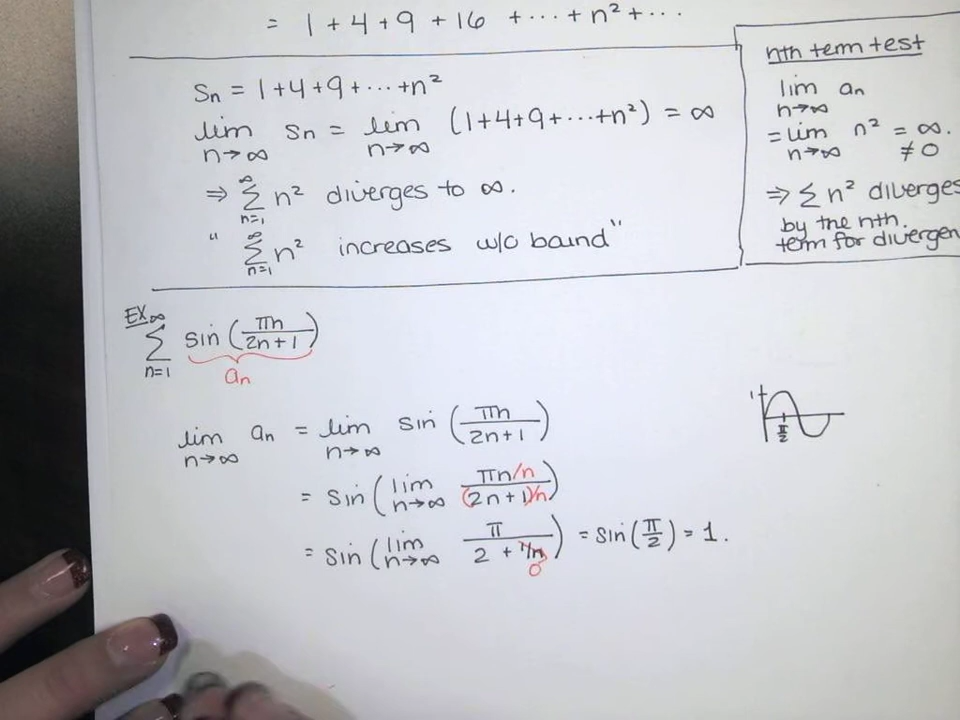 = 1 + 4 + 9 + 16 + ... + n² + ...
Sn = 1+4+9+...+n²
lim n→∞ Sn = lim n→∞ (1+4+9+...+n²) = ∞
⇒ ∞ Σ n=1 n² diverges to ∞.
" ∞ Σ n=1 n² increases w/o bound"
nth term test
lim n→∞ an
= lim n→∞ n² = ∞.
≠ 0
⇒ Σ n² diverges
by the nth.
term for divergen
EX ∞ Σ n=1 sin (πn/(2n+1))
an
lim n→∞ an = lim n→∞ sin (πn/(2n+1))
= sin (lim n→∞ (πn/n)/((2n+1)/n))
= sin (lim n→∞ π/(2 + 1/n)) = sin(π/2) = 1.
0
1
π/2